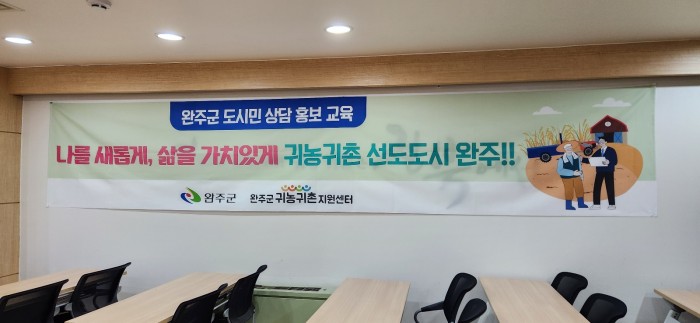 완주군 도시민 상담 홍보 교육
나를 새롭게, 삶을 가치있게 귀농귀촌 선도도시 완주!!
완주군 완주군 귀농귀촌지원센터